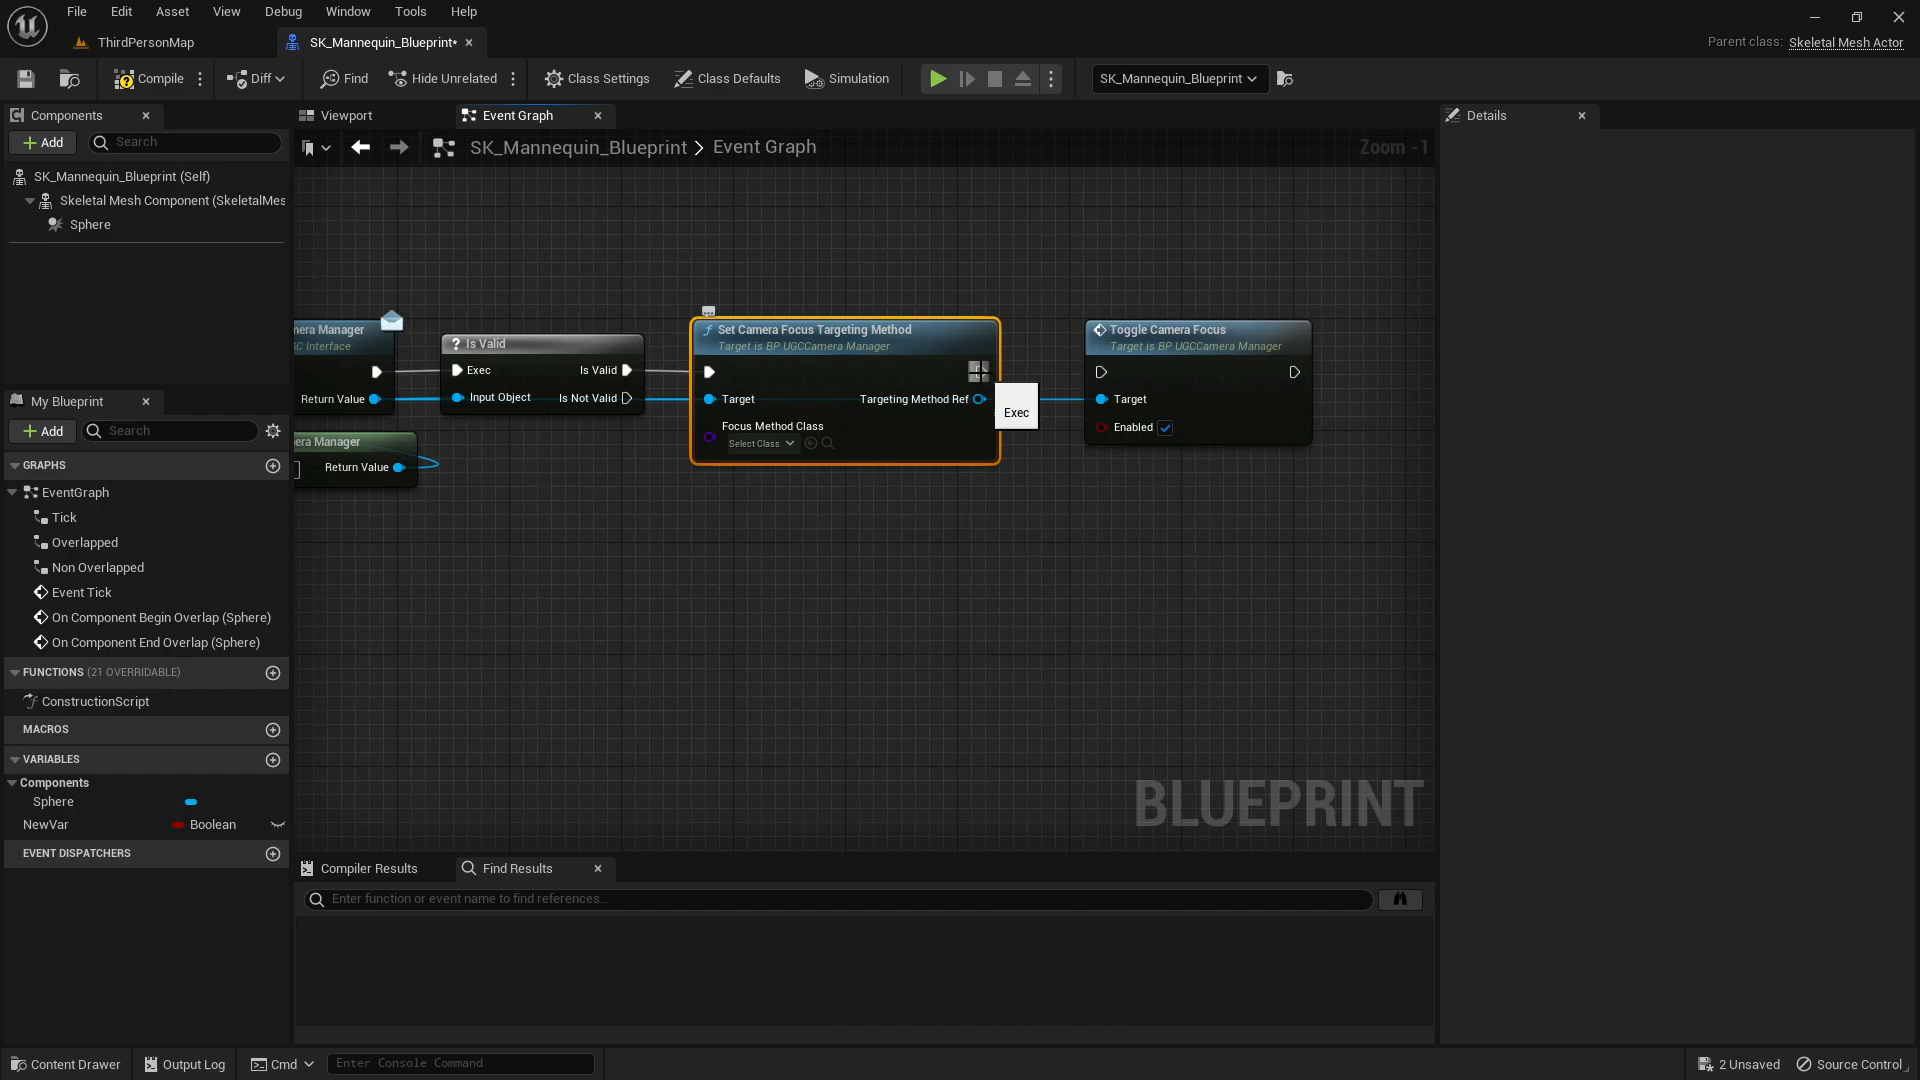 File Edit Asset View Debug Window Tools Help
ThirdPersonMap
SK_Mannequin_Blueprint*
Parent class: Skeletal Mesh Actor
Compile
Diff
Find
Hide Unrelated
Class Settings
Class Defaults
Simulation
SK_Mannequin_Blueprint
Components
Add
Search
SK_Mannequin_Blueprint (Self)
Skeletal Mesh Component (SkeletalMes
Sphere
My Blueprint
Add
Search
GRAPHS
EventGraph
Tick
Overlapped
Non Overlapped
Event Tick
On Component Begin Overlap (Sphere)
On Component End Overlap (Sphere)
FUNCTIONS (21 OVERRIDABLE)
ConstructionScript
MACROS
VARIABLES
Components
Sphere
NewVar Boolean
EVENT DISPATCHERS
Viewport
Event Graph
SK_Mannequin_Blueprint > Event Graph
Zoom -1
mera Manager
GC Interface
Return Value
mera Manager
Return Value
? Is Valid
Exec Is Valid
Input Object Is Not Valid
f Set Camera Focus Targeting Method
Target is BP UGCCamera Manager
Target Targeting Method Ref
Focus Method Class
Select Class
Exec
Toggle Camera Focus
Target is BP UGCCamera Manager
Target
Enabled
BLUEPRINT
Compiler Results
Find Results
Enter function or event name to find references...
Details
Content Drawer
Output Log
Cmd
Enter Console Command
2 Unsaved
Source Control